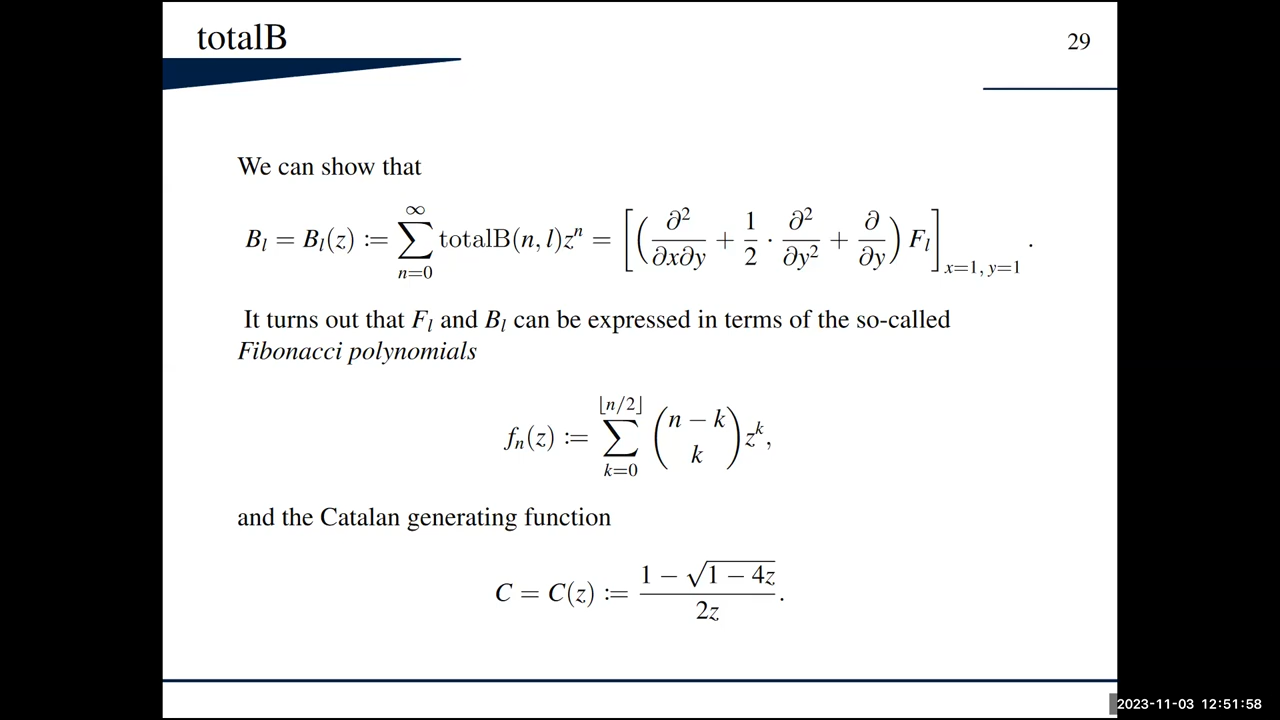 totalB
29
We can show that
$B_l = B_l(z) := \sum_{n=0}^{\infty} \mathrm{totalB}(n, l) z^n = \left[ \left( \frac{\partial^2}{\partial x \partial y} + \frac{1}{2} \cdot \frac{\partial^2}{\partial y^2} + \frac{\partial}{\partial y} \right) F_l \right]_{x=1, y=1}.$
It turns out that $F_l$ and $B_l$ can be expressed in terms of the so-called
Fibonacci polynomials
$f_n(z) := \sum_{k=0}^{\lfloor n/2 \rfloor} \binom{n-k}{k} z^k,$
and the Catalan generating function
$C = C(z) := \frac{1 - \sqrt{1 - 4z}}{2z}.$
2023-11-03 12:51:58